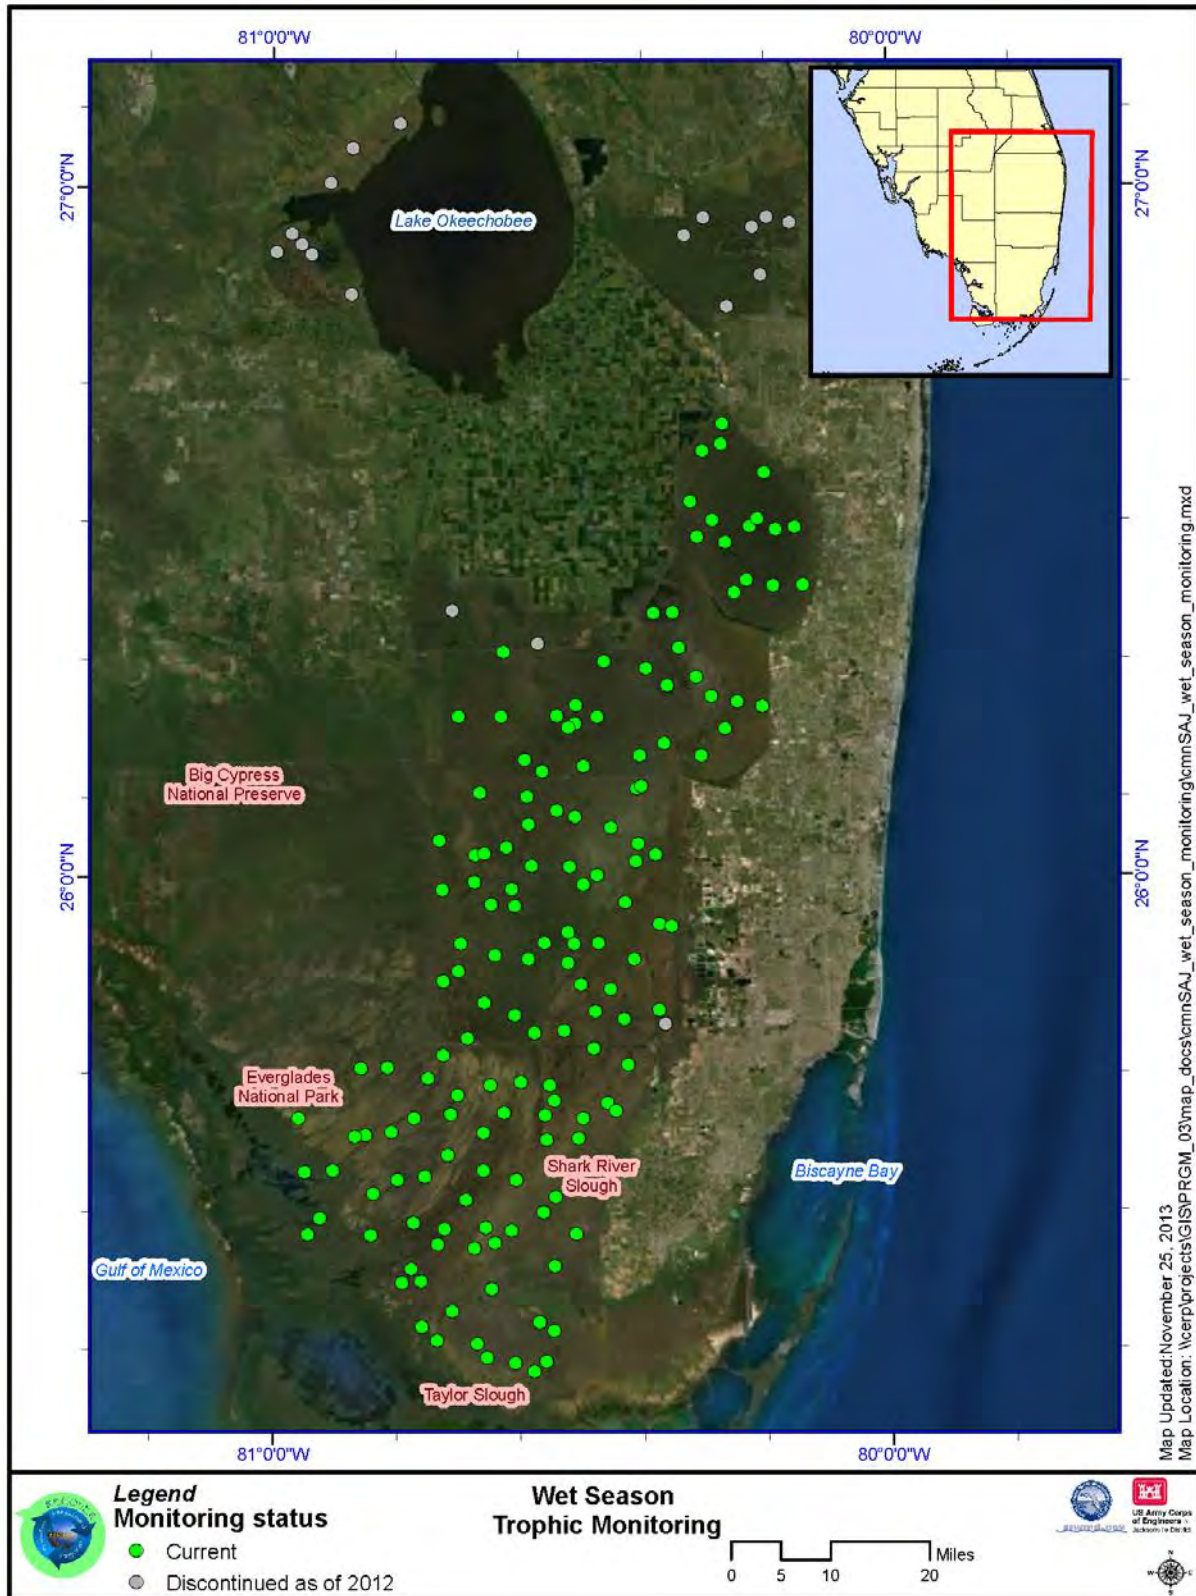 81°0'0"W
80°0'0"W
27°0'0"N
27°0'0"N
Lake Okeechobee
Big Cypress
National Preserve
26°0'0"N
26°0'0"N
Everglades
National Park
Shark River
Slough
Biscayne Bay
Gulf of Mexico
Taylor Slough
81°0'0"W
80°0'0"W
Map Updated:November 25, 2013
Map Location: \\cerp\projects\GIS\PRGM_03\map_docs\cmnSAJ_wet_season_monitoring\cmnSAJ_wet_season_monitoring.mxd
Legend
Monitoring status
Current
Discontinued as of 2012
Wet Season
Trophic Monitoring
0 5 10 20
Miles
US Army Corps
of Engineers
Jacksonville District
N
W E
S